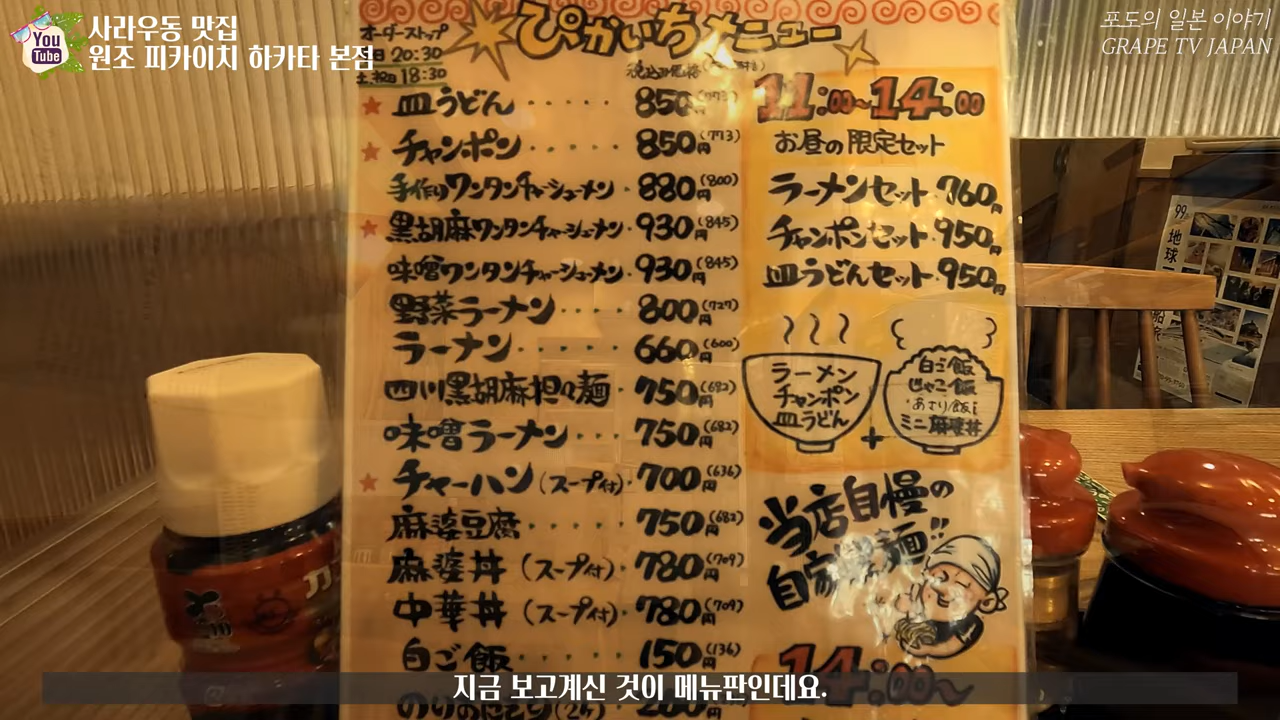 You
Tube
사라우동 맛집
원조 피카이치 하카타 본점
포도의 일본 이야기
GRAPE TV JAPAN
オーダーストップ
日 20:30
土.祝日 18:30
ぴかいちメニュー
★ 皿うどん ・・・・・ 850円(773)
★ チャンポン ・・・・・ 850円(773)
手作りワンタンチャーシューメン・880円(800)
★ 黒胡麻ワンタンチャーシューメン・930円(845)
味噌ワンタンチャーシューメン・930円(845)
野菜ラーメン ・・・ 800円(727)
ラーメン ・・・・・ 660円(600)
四川黒胡麻担々麺・750円(682)
味噌ラーメン ・・・ 750円(682)
★ チャーハン(スープ付)・700円(636)
麻婆豆腐 ・・・・・ 750円(682)
麻婆丼 (スープ付)・780円(709)
中華丼 (スープ付)・780円(709)
白ご飯 ・・・・・ 150円(136)
11:00~14:00
お昼の限定セット
ラーメンセット 760円
チャンポンセット・950円
皿うどんセット・950円
ラーメン
チャンポン
皿うどん
+
白ご飯
じゃこ飯
ミニ麻婆丼
当店自慢の
自家製麺!!
14:00~
99
地球一
지금 보고계신 것이 메뉴판인데요.